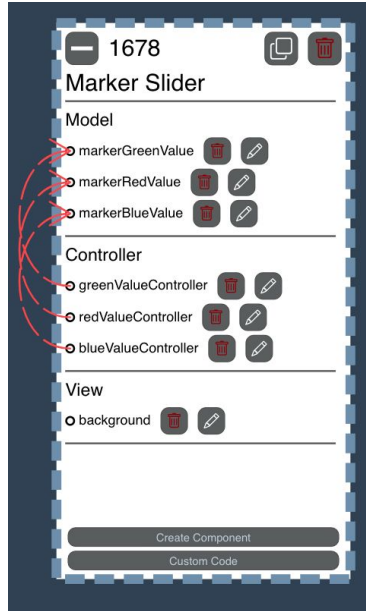 1678
Marker Slider
Model
markerGreenValue
markerRedValue
markerBlueValue
Controller
greenValueController
redValueController
blueValueController
View
background
Create Component
Custom Code